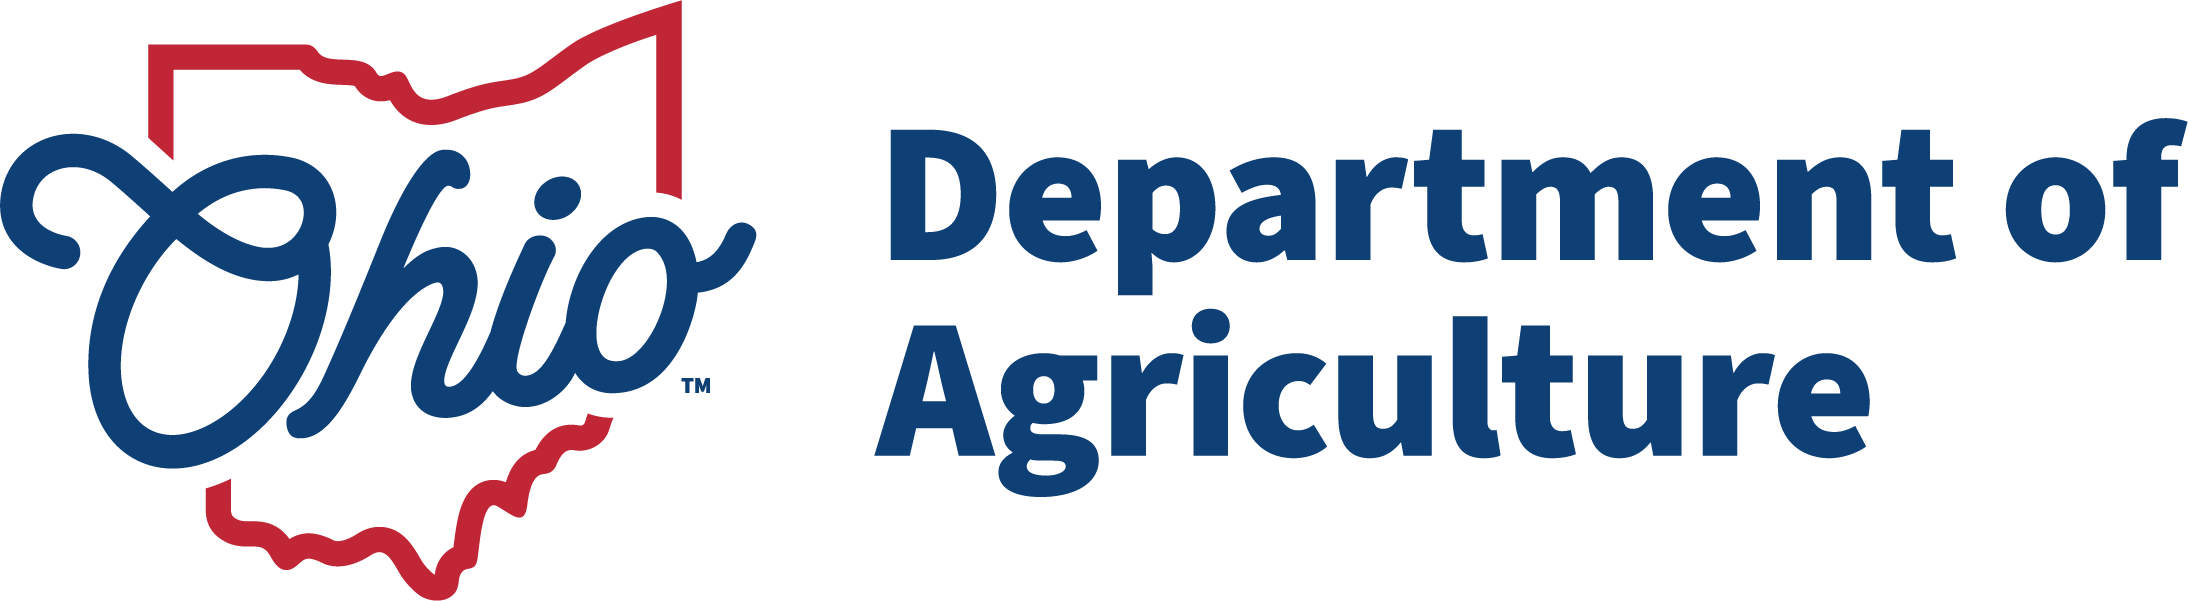 Ohio™
Department of
Agriculture